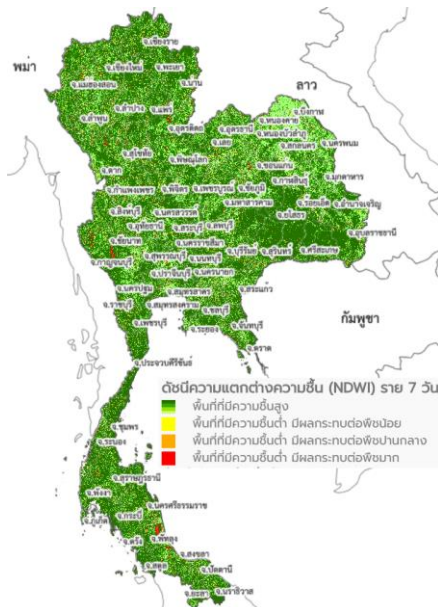 จ.เชียงราย
พม่า
จ.เชียงใหม่ จ.พะเยา
ลาว
จ.แม่ฮ่องสอน จ.น่าน
จ.ลำปาง จ.แพร่
จ.บึงกาฬ
จ.ลำพูน
จ.อุตรดิตถ์ จ.อุดรธานี จ.หนองคาย
จ.หนองบัวลำภู
จ.สุโขทัย จ.เลย จ.สกลนคร จ.นครพนม
จ.ตาก จ.พิษณุโลก จ.ขอนแก่น
จ.กาฬสินธุ์ จ.มุกดาหาร
จ.กำแพงเพชร จ.พิจิตร จ.เพชรบูรณ์ จ.ชัยภูมิ
จ.มหาสารคาม จ.ร้อยเอ็ด จ.อำนาจเจริญ
จ.สิงหบุรี จ.นครสวรรค์ จ.ยโสธร
จ.อุทัยธานี จ.สระบุรี จ.ลพบุรี
จ.อุบลราชธานี
จ.ชัยนาท จ.นครราชสีมา จ.บุรีรัมย์ จ.สุรินทร์ จ.ศรีสะเกษ
จ.กาญจนบุรี จ.สุพรรณบุรี จ.นนทบุรี
จ.ปราจีนบุรี จ.นครนายก
จ.นครปฐม จ.สมุทรสาคร จ.สระแก้ว
จ.ราชบุรี จ.สมุทรสงคราม จ.ชลบุรี
กัมพูชา
จ.เพชรบุรี จ.ระยอง จ.จันทบุรี
จ.ตราด
จ.ประจวบคีรีขันธ์
ดัชนีความแตกต่างความชื้น (NDWI) ราย 7 วัน
พื้นที่ที่มีความชื้นสูง
พื้นที่ที่มีความชื้นต่ำ มีผลกระทบต่อพืชน้อย
พื้นที่ที่มีความชื้นต่ำ มีผลกระทบต่อพืชปานกลาง
พื้นที่ที่มีความชื้นต่ำ มีผลกระทบต่อพืชมาก
จ.ชุมพร
จ.ระนอง
จ.สุราษฎร์ธานี
จ.พังงา
จ.นครศรีธรรมราช
จ.ภูเก็ต จ.กระบี่
จ.ตรัง จ.พัทลุง
จ.สงขลา
จ.สตูล จ.ปัตตานี
จ.ยะลา จ.นราธิวาส